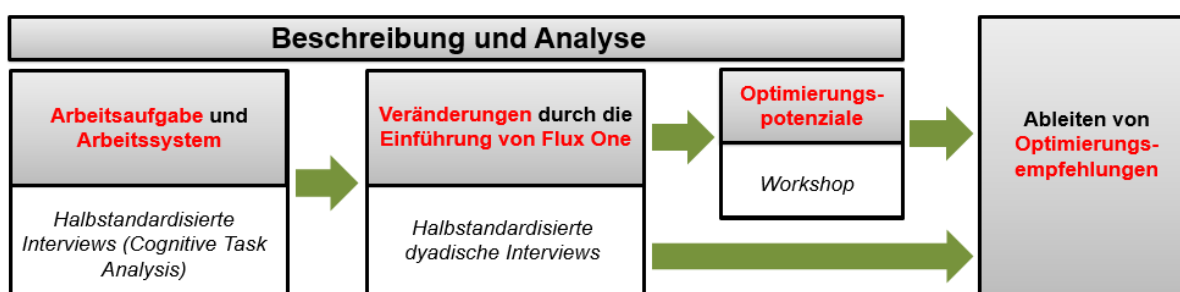 Beschreibung und Analyse
Arbeitsaufgabe und
Arbeitssystem
Halbstandardisierte
Interviews (Cognitive Task
Analysis)
Veränderungen durch die
Einführung von Flux One
Halbstandardisierte
dyadische Interviews
Optimierungs-
potenziale
Workshop
Ableiten von
Optimierungs-
empfehlungen